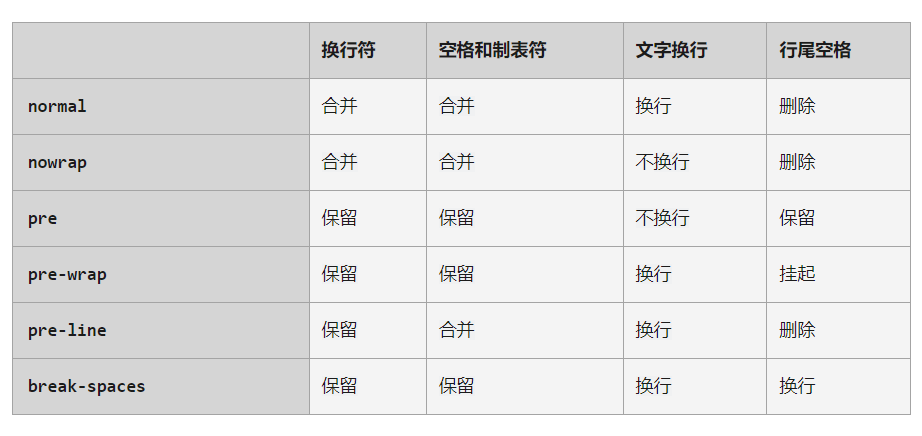 换行符 空格和制表符 文字换行 行尾空格
normal 合并 合并 换行 删除
nowrap 合并 合并 不换行 删除
pre 保留 保留 不换行 保留
pre-wrap 保留 保留 换行 挂起
pre-line 保留 合并 换行 删除
break-spaces 保留 保留 换行 换行